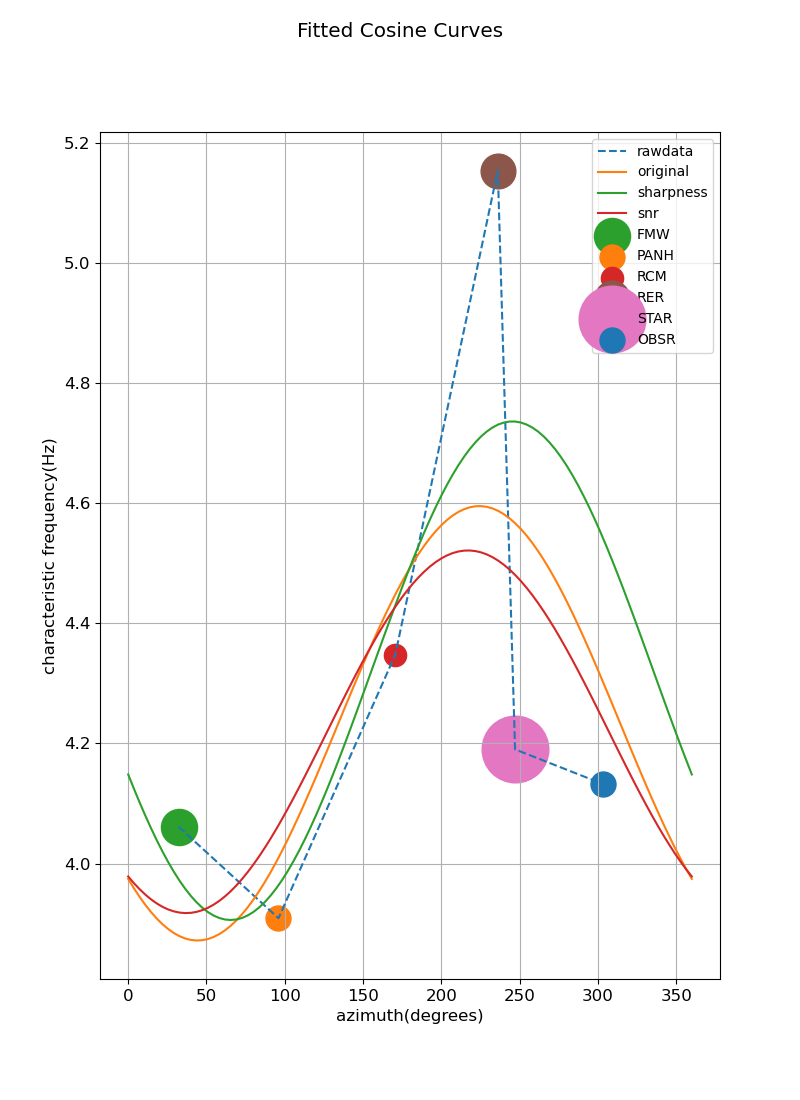 Fitted Cosine Curves
5.2
5.0
4.8
4.6
4.4
4.2
4.0
characteristic frequency(Hz)
rawdata
original
sharpness
snr
FMW
PANH
RCM
RER
STAR
OBSR
0 50 100 150 200 250 300 350
azimuth(degrees)